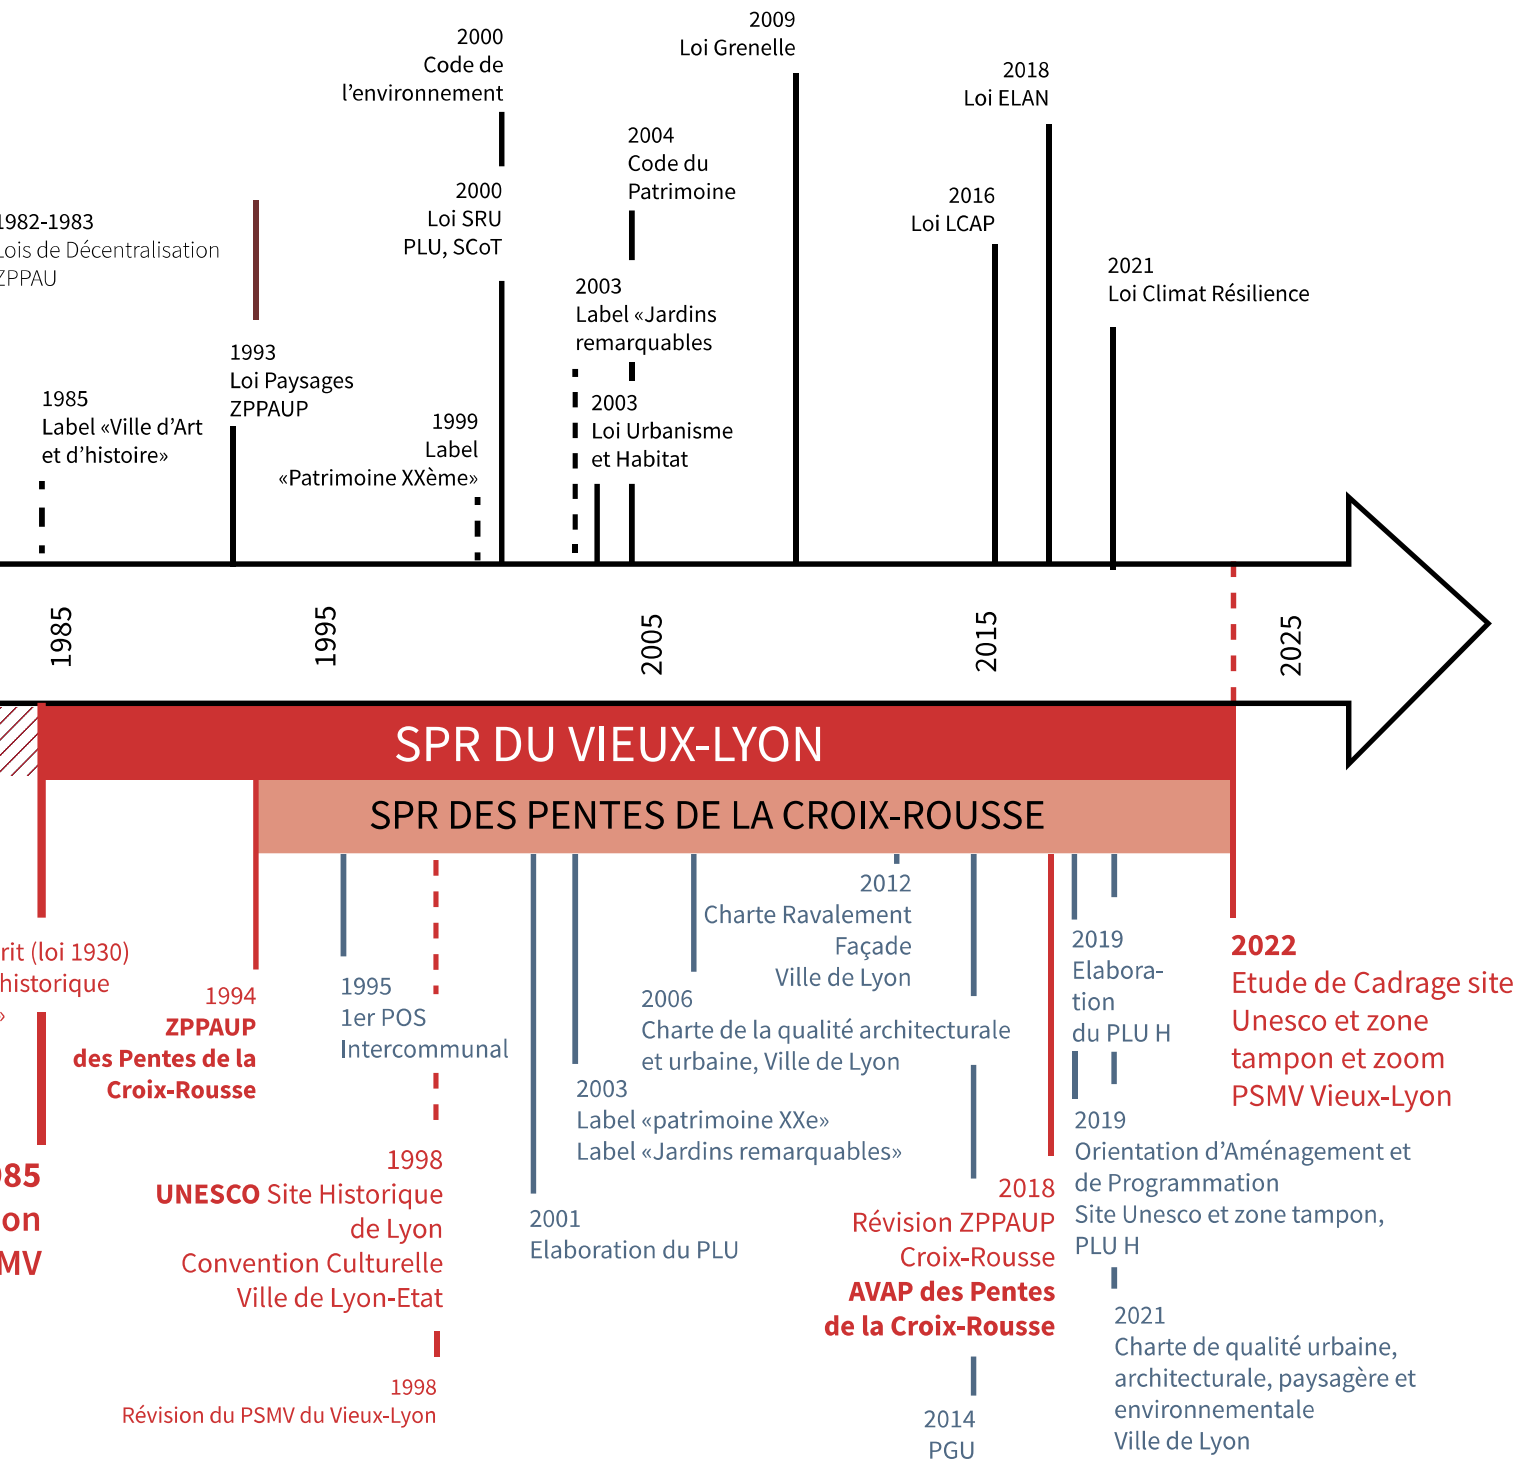 2009
Loi Grenelle
2000
Code de
l’environnement
2018
Loi ELAN
2004
Code du
Patrimoine
2000
Loi SRU
PLU, SCoT
2016
Loi LCAP
1982-1983
Lois de Décentralisation
ZPPAU
2021
Loi Climat Résilience
2003
Label «Jardins
remarquables
1993
Loi Paysages
ZPPAUP
1985
Label «Ville d’Art
et d’histoire»
2003
Loi Urbanisme
et Habitat
1999
Label
«Patrimoine XXème»
1985
1995
2005
2015
2025
SPR DU VIEUX-LYON
SPR DES PENTES DE LA CROIX-ROUSSE
rit (loi 1930)
historique
»
1994
ZPPAUP
des Pentes de la
Croix-Rousse
1995
1er POS
Intercommunal
2012
Charte Ravalement
Façade
Ville de Lyon
2006
Charte de la qualité architecturale
et urbaine, Ville de Lyon
2019
Elabora-
tion
du PLU H
2022
Etude de Cadrage site
Unesco et zone
tampon et zoom
PSMV Vieux-Lyon
2003
Label «patrimoine XXe»
Label «Jardins remarquables»
2019
Orientation d’Aménagement et
de Programmation
Site Unesco et zone tampon,
PLU H
85
on
MV
1998
UNESCO Site Historique
de Lyon
Convention Culturelle
Ville de Lyon-Etat
2001
Elaboration du PLU
2018
Révision ZPPAUP
Croix-Rousse
AVAP des Pentes
de la Croix-Rousse
1998
Révision du PSMV du Vieux-Lyon
2014
PGU
2021
Charte de qualité urbaine,
architecturale, paysagère et
environnementale
Ville de Lyon